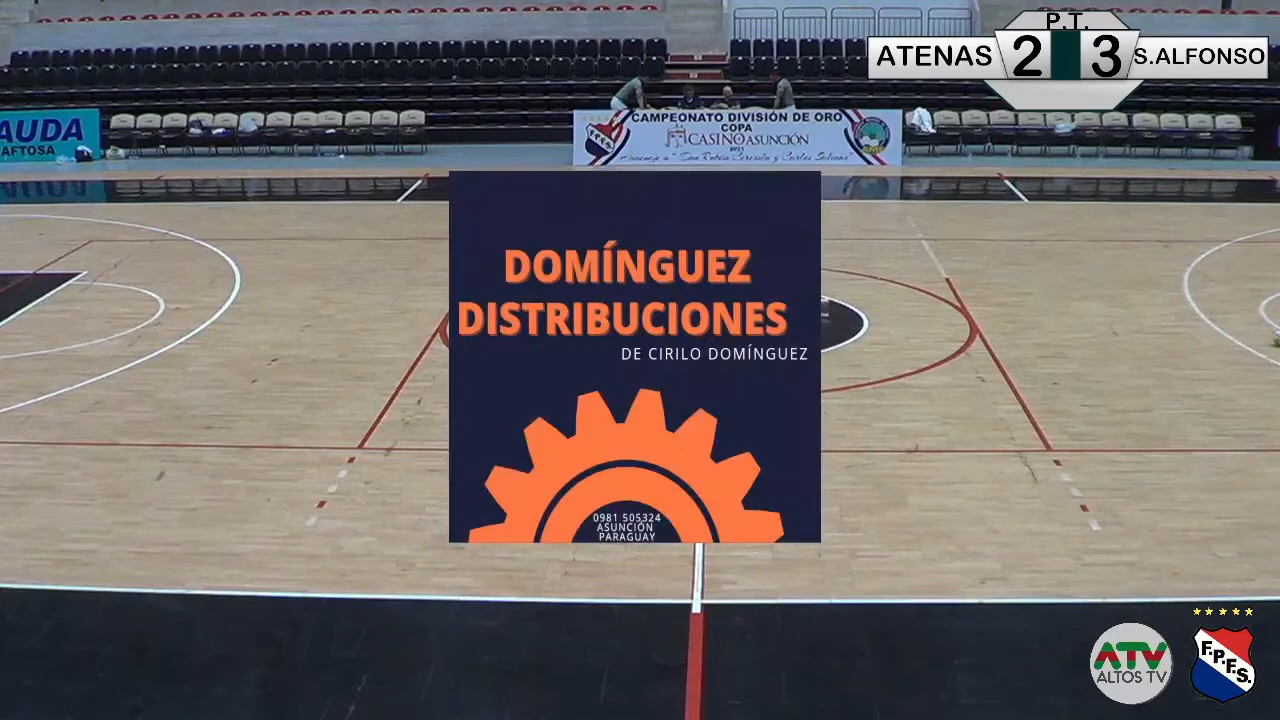 P.T.
ATENAS 2 3 S.ALFONSO
AUDA
AFTOSA
CAMPEONATO DIVISIÓN DE ORO
COPA
CASINO ASUNCIÓN
F.P.F.S.
DOMÍNGUEZ
DISTRIBUCIONES
DE CIRILO DOMÍNGUEZ
0981 505324
ASUNCIÓN
PARAGUAY
ATV
ALTOS TV
F.P.F.S.